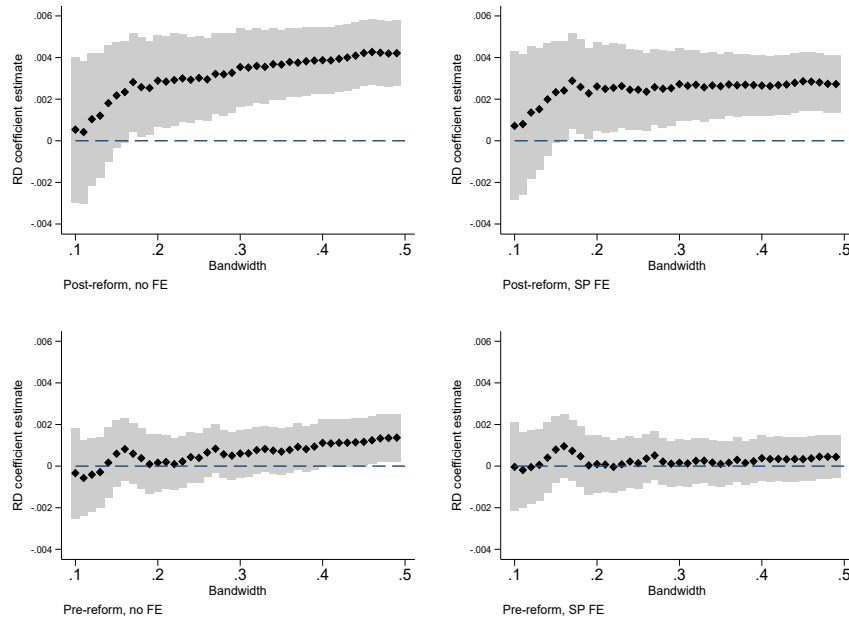 .006
.004
.002
0
-.002
-.004
RD coefficient estimate
.1 .2 .3 .4 .5
Bandwidth
Post-reform, no FE
.006
.004
.002
0
-.002
-.004
RD coefficient estimate
.1 .2 .3 .4 .5
Bandwidth
Post-reform, SP FE
.006
.004
.002
0
-.002
-.004
RD coefficient estimate
.1 .2 .3 .4 .5
Bandwidth
Pre-reform, no FE
.006
.004
.002
0
-.002
-.004
RD coefficient estimate
.1 .2 .3 .4 .5
Bandwidth
Pre-reform, SP FE